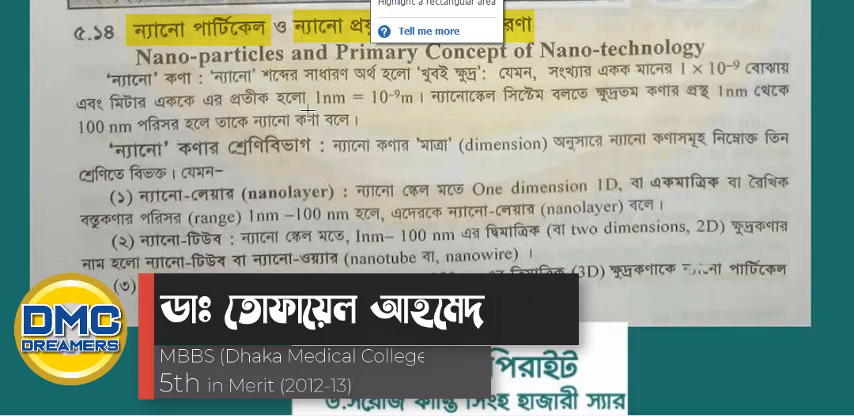 Highlight a rectangular area
Tell me more
৫.১৪ ন্যানো পার্টিকেল ও ন্যানো প্রযু রণা
Nano-particles and Primary Concept of Nano-technology
'ন্যানো' কণা : 'ন্যানো' শব্দের সাধারণ অর্থ হলো 'খুবই ক্ষুদ্র': যেমন, সংখ্যার একক মানের 1 × 10⁻⁹ বোঝায়
এবং মিটার এককে এর প্রতীক হলো 1nm = 10⁻⁹m । ন্যানোস্কেল সিস্টেম বলতে ক্ষুদ্রতম কণার প্রস্থ 1nm থেকে
100 nm পরিসর হলে তাকে ন্যানো কণা বলে।
'ন্যানো' কণার শ্রেণিবিভাগ : ন্যানো কণার 'মাত্রা' (dimension) অনুসারে ন্যানো কণাসমূহ নিম্নোক্ত তিন
শ্রেণিতে বিভক্ত। যেমন–
(১) ন্যানো-লেয়ার (nanolayer) : ন্যানো স্কেল মতে One dimension 1D, বা একমাত্রিক বা রৈখিক
বস্তুকণার পরিসর (range) 1nm –100 nm হলে, এদেরকে ন্যানো-লেয়ার (nanolayer) বলে।
(২) ন্যানো-টিউব : ন্যানো স্কেল মতে, Inm– 100 nm এর দ্বিমাত্রিক (বা two dimensions, 2D) ক্ষুদ্রকণার
নাম হলো ন্যানো-টিউব বা ন্যানো-ওয়্যার (nanotube বা, nanowire) ।
(৩) ত্রিমাত্রিক (3D) ক্ষুদ্রকণাকে ন্যানো পার্টিকেল
DMC
DREAMERS
ডাঃ তোফায়েল আহমেদ
MBBS (Dhaka Medical College
5th in Merit (2012-13)
পিরাইট
ড.সরোজ কান্তি সিংহ হাজারী স্যার